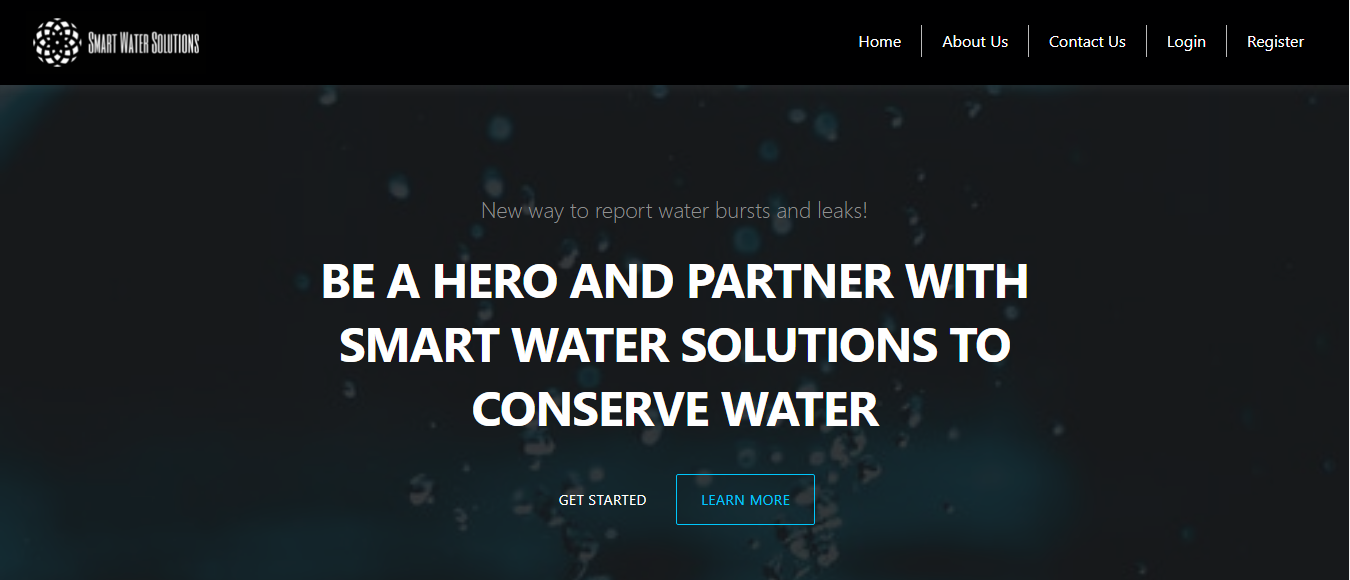 Smart Water Solutions
Home
About Us
Contact Us
Login
Register
New way to report water bursts and leaks!
BE A HERO AND PARTNER WITH
SMART WATER SOLUTIONS TO
CONSERVE WATER
GET STARTED
LEARN MORE